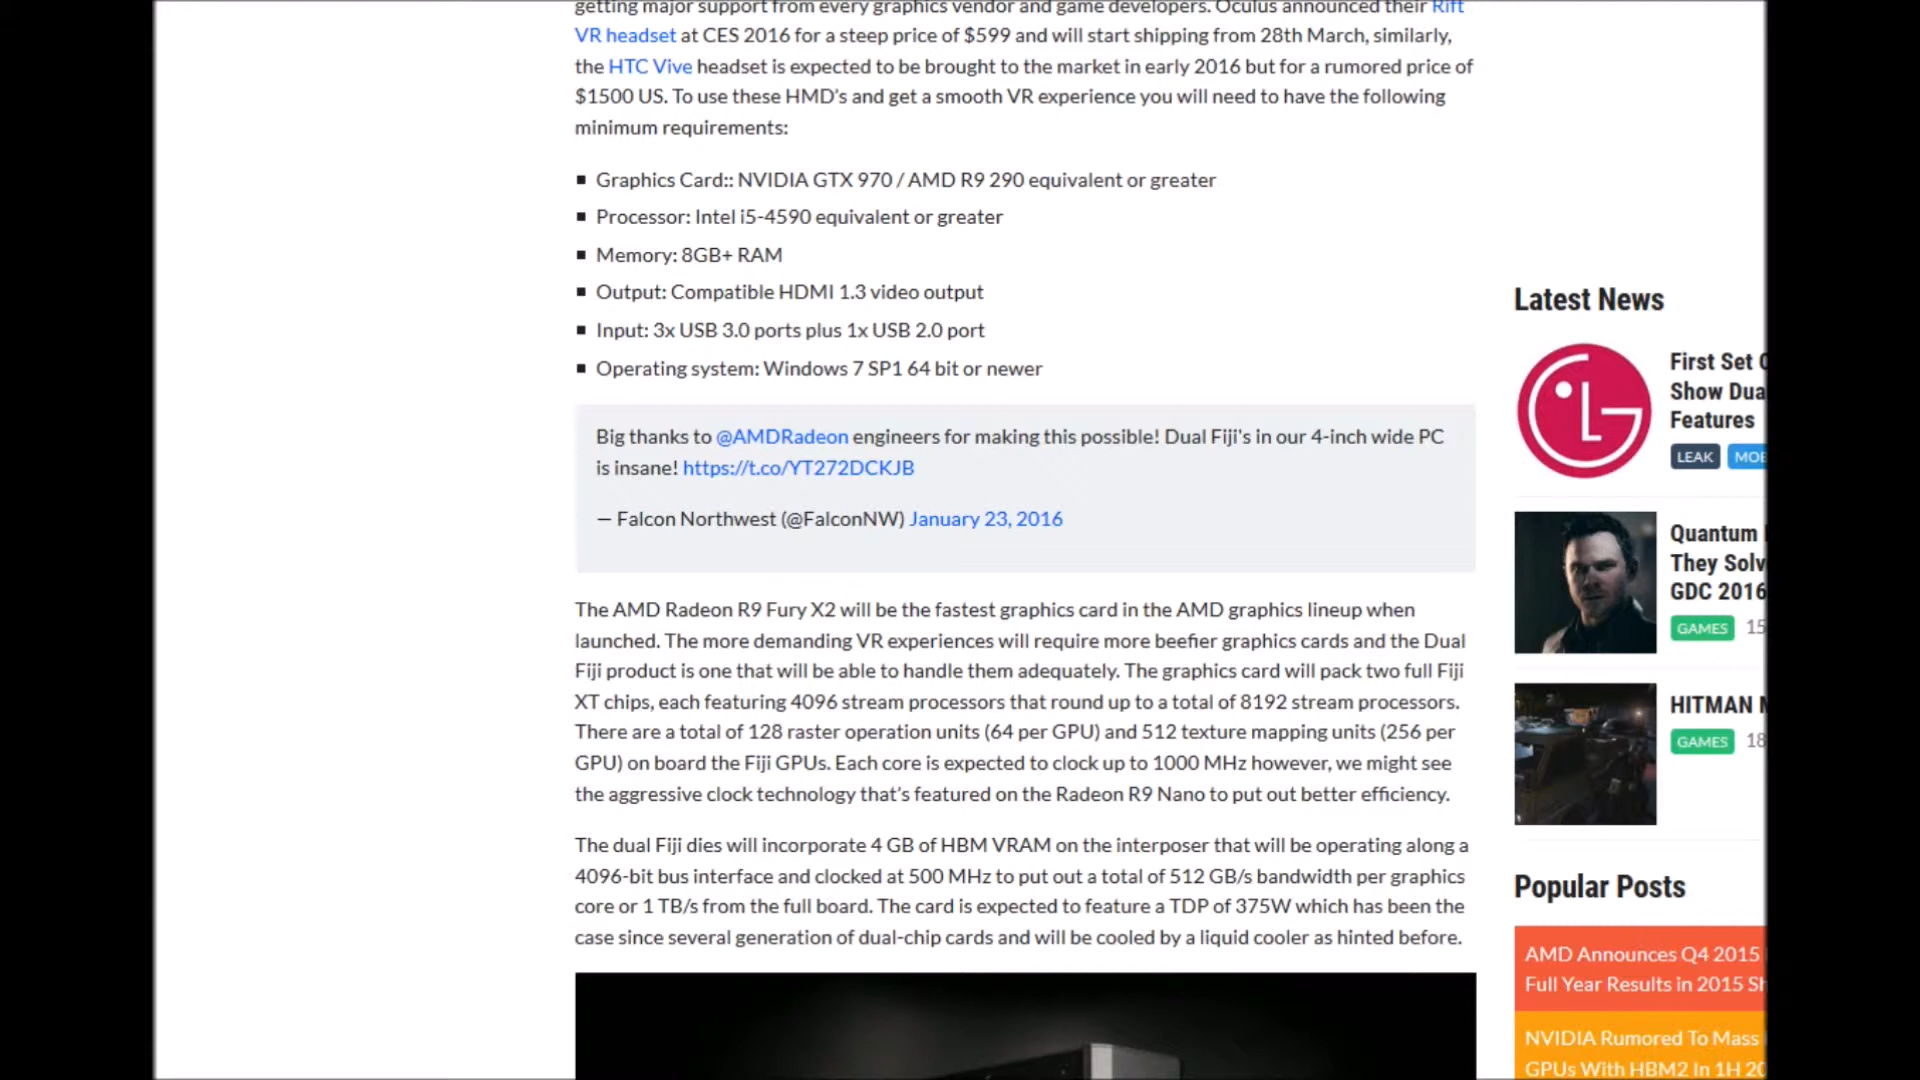 getting major support from every graphics vendor and game developers. Oculus announced their Rift
VR headset at CES 2016 for a steep price of $599 and will start shipping from 28th March, similarly,
the HTC Vive headset is expected to be brought to the market in early 2016 but for a rumored price of
$1500 US. To use these HMD's and get a smooth VR experience you will need to have the following
minimum requirements:
Graphics Card:: NVIDIA GTX 970 / AMD R9 290 equivalent or greater
Processor: Intel i5-4590 equivalent or greater
Memory: 8GB+ RAM
Output: Compatible HDMI 1.3 video output
Input: 3x USB 3.0 ports plus 1x USB 2.0 port
Operating system: Windows 7 SP1 64 bit or newer
Big thanks to @AMDRadeon engineers for making this possible! Dual Fiji's in our 4-inch wide PC
is insane! https://t.co/YT272DCKJB
— Falcon Northwest (@FalconNW) January 23, 2016
The AMD Radeon R9 Fury X2 will be the fastest graphics card in the AMD graphics lineup when
launched. The more demanding VR experiences will require more beefier graphics cards and the Dual
Fiji product is one that will be able to handle them adequately. The graphics card will pack two full Fiji
XT chips, each featuring 4096 stream processors that round up to a total of 8192 stream processors.
There are a total of 128 raster operation units (64 per GPU) and 512 texture mapping units (256 per
GPU) on board the Fiji GPUs. Each core is expected to clock up to 1000 MHz however, we might see
the aggressive clock technology that's featured on the Radeon R9 Nano to put out better efficiency.
The dual Fiji dies will incorporate 4 GB of HBM VRAM on the interposer that will be operating along a
4096-bit bus interface and clocked at 500 MHz to put out a total of 512 GB/s bandwidth per graphics
core or 1 TB/s from the full board. The card is expected to feature a TDP of 375W which has been the
case since several generation of dual-chip cards and will be cooled by a liquid cooler as hinted before.
Latest News
First Set
Show Dua
Features
LEAK MOB
Quantum
They Solv
GDC 2016
GAMES 15
HITMAN
GAMES 18
Popular Posts
AMD Announces Q4 2015
Full Year Results in 2015 Sh
NVIDIA Rumored To Mass
GPUs With HBM2 In 1H 20